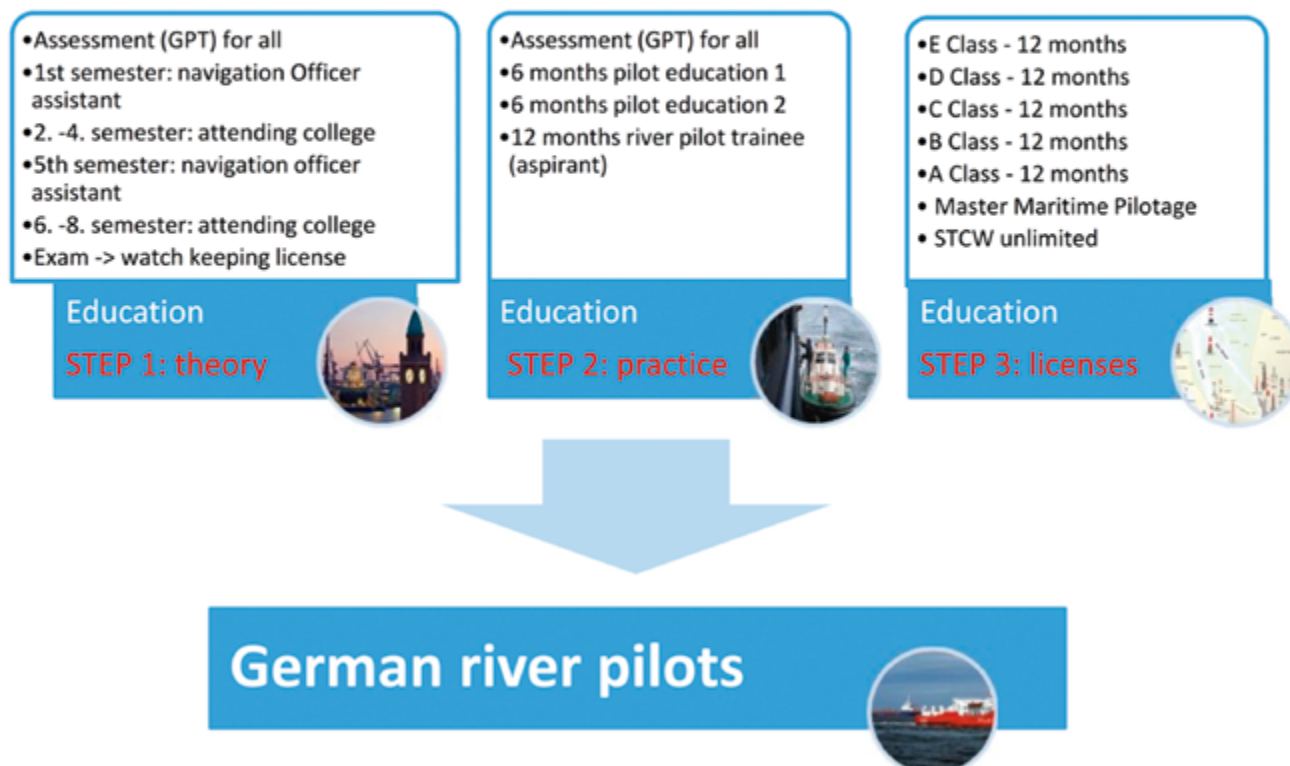 •Assessment (GPT) for all
•1st semester: navigation Officer
assistant
•2. -4. semester: attending college
•5th semester: navigation officer
assistant
•6. -8. semester: attending college
•Exam -> watch keeping license
Education
STEP 1: theory
•Assessment (GPT) for all
•6 months pilot education 1
•6 months pilot education 2
•12 months river pilot trainee
(aspirant)
Education
STEP 2: practice
•E Class - 12 months
•D Class - 12 months
•C Class - 12 months
•B Class - 12 months
•A Class - 12 months
• Master Maritime Pilotage
• STCW unlimited
Education
STEP 3: licenses
German river pilots